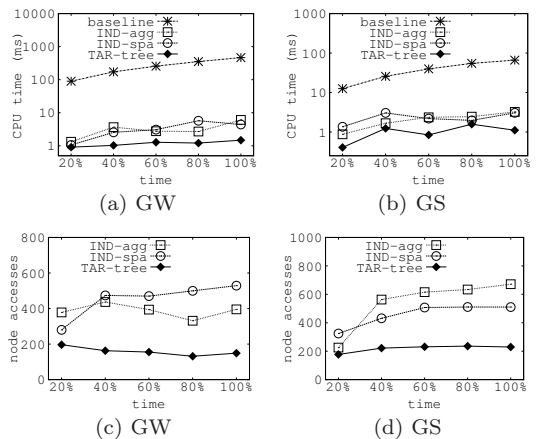 10000
1000
100
10
1
CPU time (ms)
baseline
IND-agg
IND-spa
TAR-tree
20% 40% 60% 80% 100%
time
(a) GW
1000
100
10
1
CPU time (ms)
baseline
IND-agg
IND-spa
TAR-tree
20% 40% 60% 80% 100%
time
(b) GS
800
600
400
200
0
node accesses
IND-agg
IND-spa
TAR-tree
20% 40% 60% 80% 100%
time
(c) GW
1000
800
600
400
200
0
node accesses
IND-agg
IND-spa
TAR-tree
20% 40% 60% 80% 100%
time
(d) GS